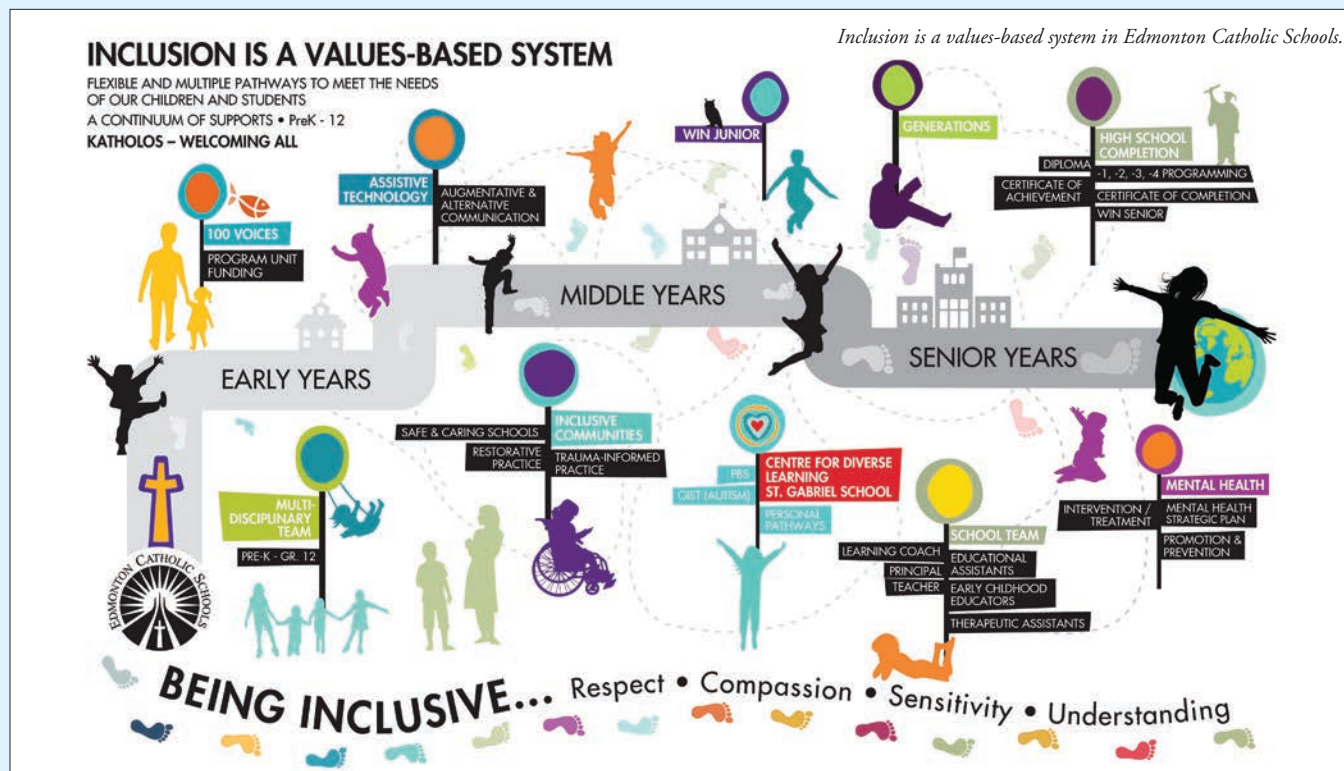 Inclusion is a values-based system in Edmonton Catholic Schools.
INCLUSION IS A VALUES-BASED SYSTEM
FLEXIBLE AND MULTIPLE PATHWAYS TO MEET THE NEEDS
OF OUR CHILDREN AND STUDENTS
A CONTINUUM OF SUPPORTS • PreK - 12
KATHOLOS – WELCOMING ALL
100 VOICES
PROGRAM UNIT
FUNDING
ASSISTIVE
TECHNOLOGY
AUGMENTATIVE &
ALTERNATIVE
COMMUNICATION
WIN JUNIOR
GENERATIONS
HIGH SCHOOL
COMPLETION
DIPLOMA
-1, -2, -3, -4 PROGRAMMING
CERTIFICATE OF
ACHIEVEMENT
CERTIFICATE OF COMPLETION
WIN SENIOR
EARLY YEARS
MIDDLE YEARS
SENIOR YEARS
MULTI-
DISCIPLINARY
TEAM
PRE-K - GR. 12
INCLUSIVE
COMMUNITIES
SAFE & CARING SCHOOLS
RESTORATIVE
PRACTICE
TRAUMA-INFORMED
PRACTICE
CENTRE FOR DIVERSE
LEARNING
ST. GABRIEL SCHOOL
PBS
GIST (AUTISM)
PERSONAL
PATHWAYS
SCHOOL TEAM
LEARNING COACH
PRINCIPAL
TEACHER
EDUCATIONAL
ASSISTANTS
EARLY CHILDHOOD
EDUCATORS
THERAPEUTIC ASSISTANTS
MENTAL HEALTH
INTERVENTION /
TREATMENT
MENTAL HEALTH
STRATEGIC PLAN
PROMOTION &
PREVENTION
EDMONTON CATHOLIC SCHOOLS
BEING INCLUSIVE... Respect • Compassion • Sensitivity • Understanding